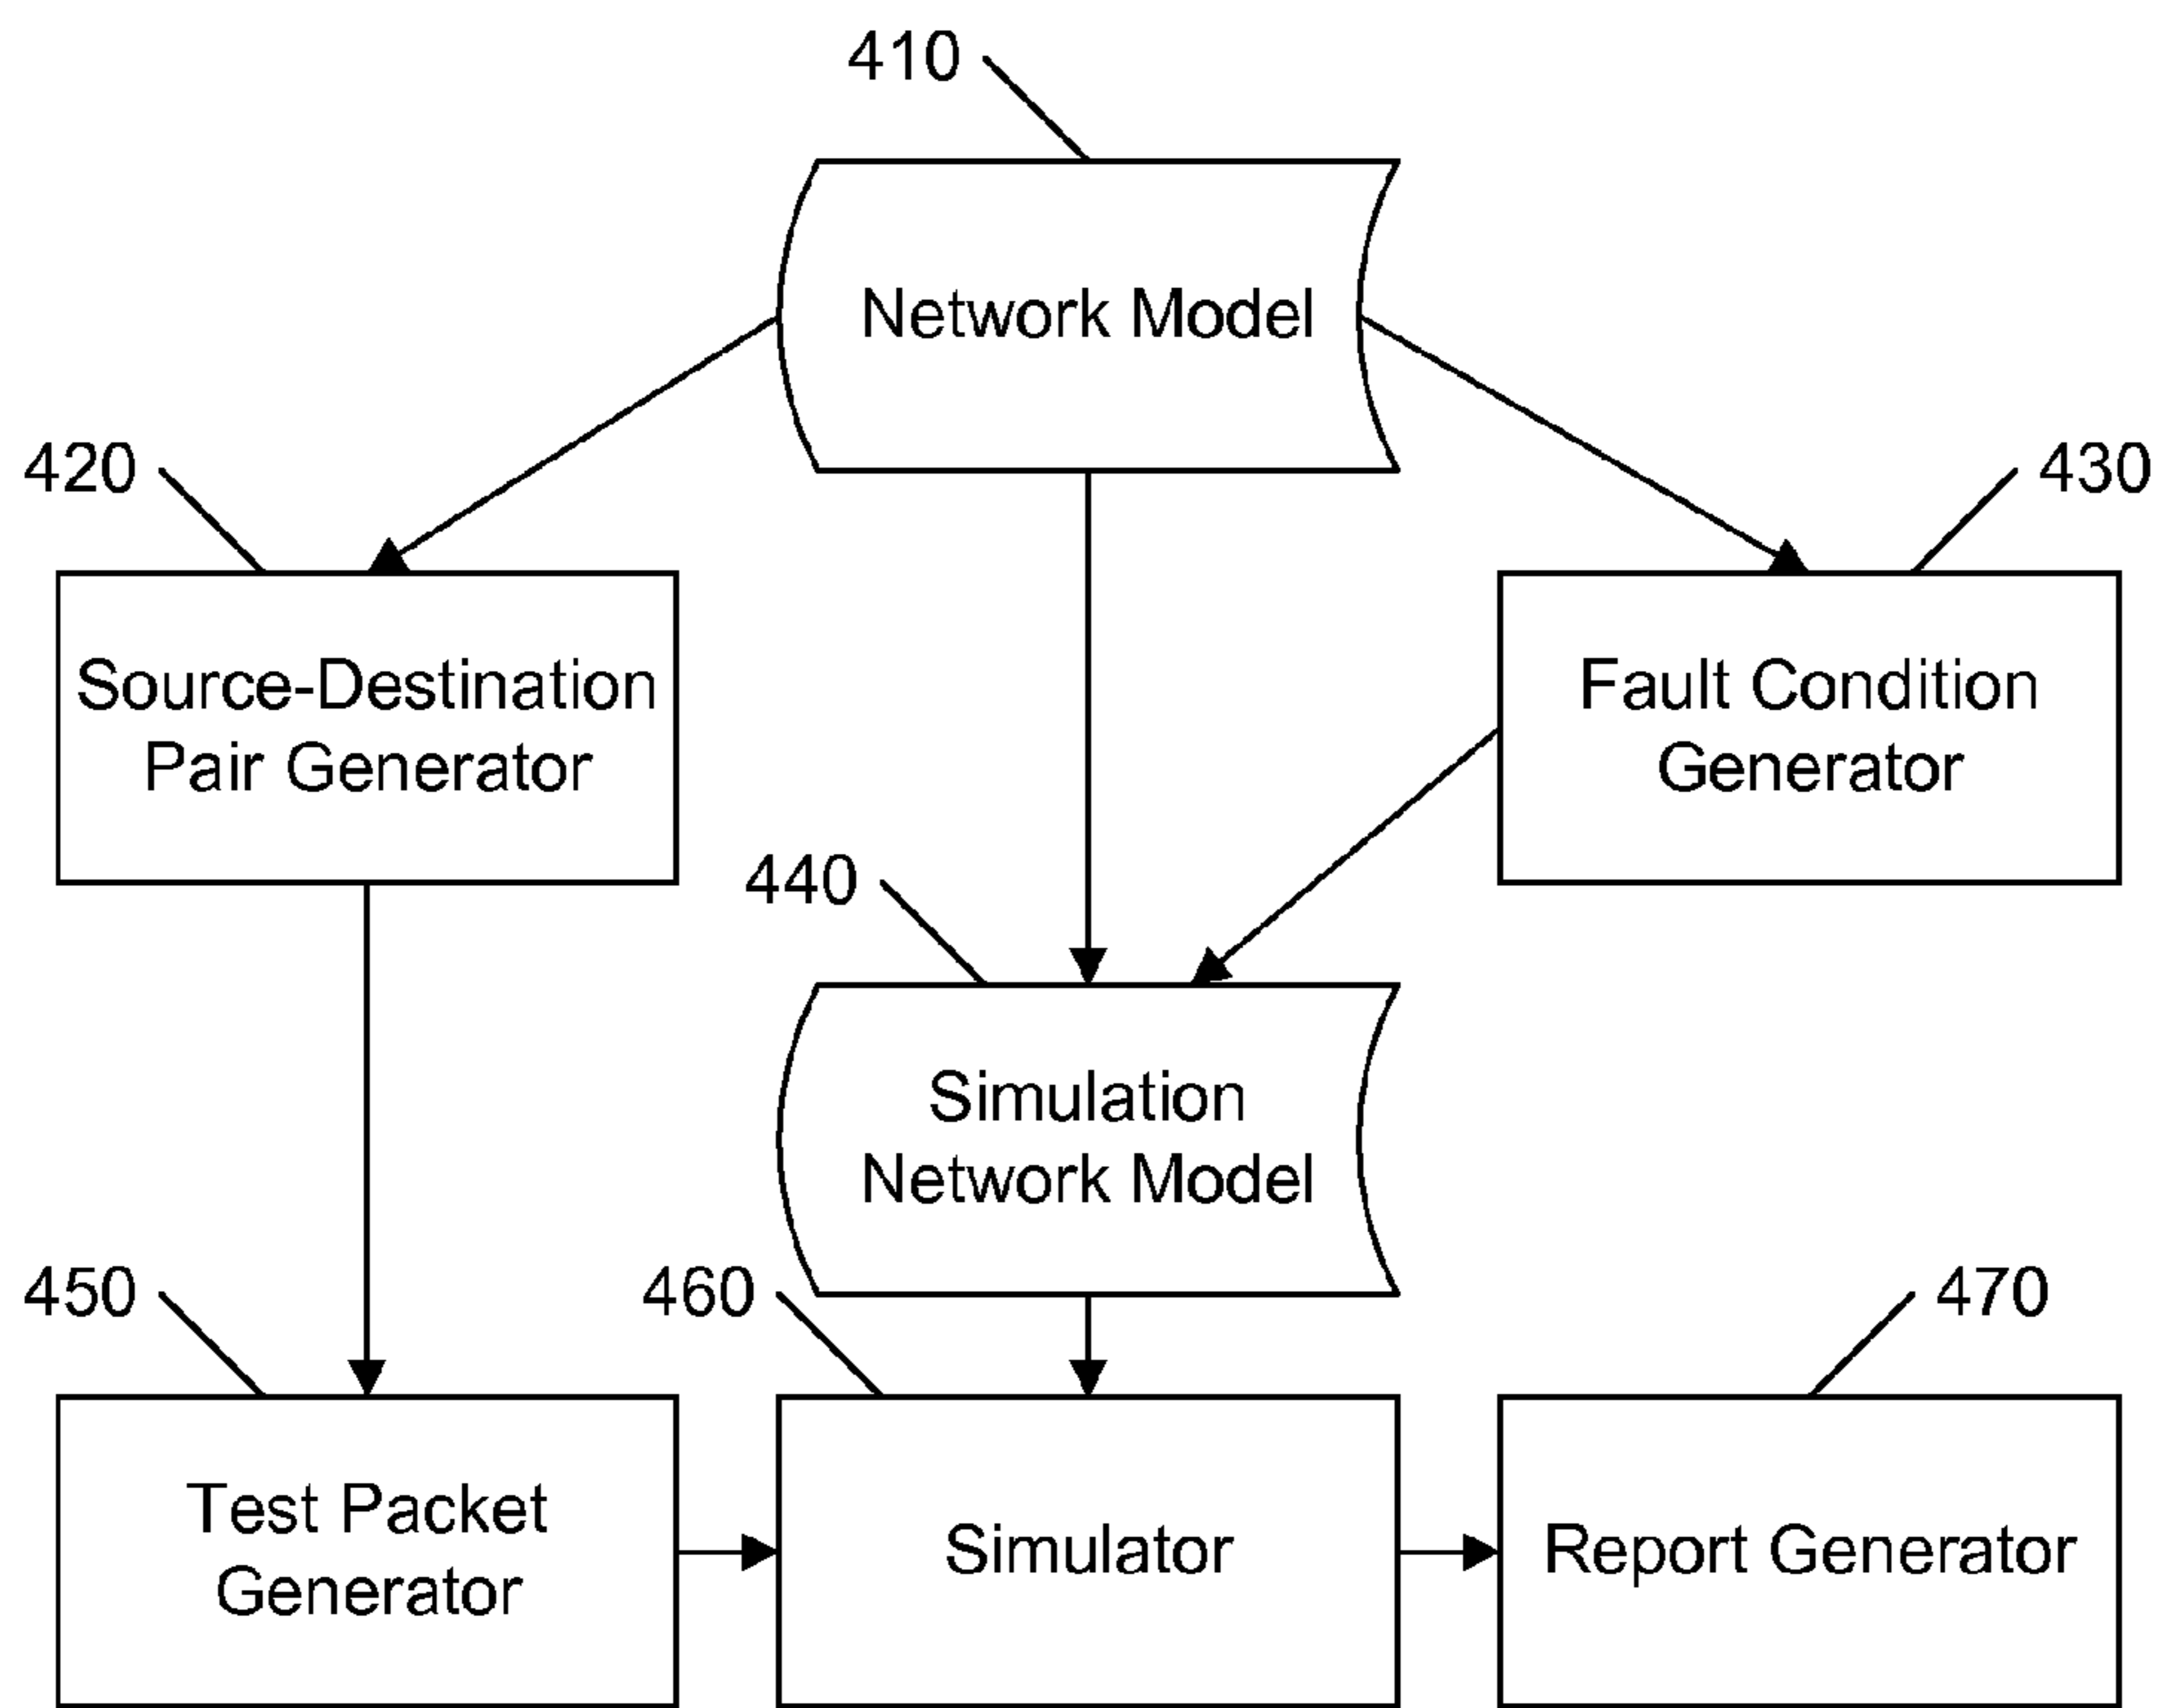 410
Network Model
420
430
Source-Destination
Pair Generator
Fault Condition
Generator
440
Simulation
Network Model
450
460
470
Test Packet
Generator
Simulator
Report Generator